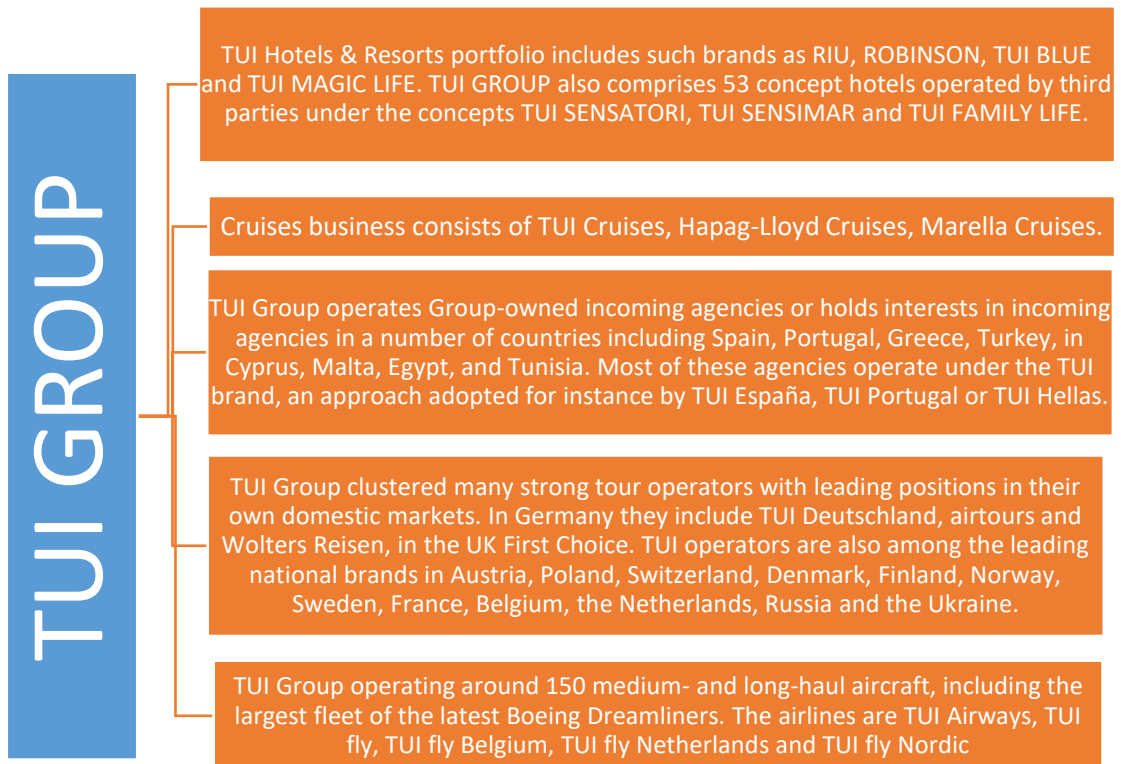 TUI GROUP
TUI Hotels & Resorts portfolio includes such brands as RIU, ROBINSON, TUI BLUE
and TUI MAGIC LIFE. TUI GROUP also comprises 53 concept hotels operated by third
parties under the concepts TUI SENSATORI, TUI SENSIMAR and TUI FAMILY LIFE.
Cruises business consists of TUI Cruises, Hapag-Lloyd Cruises, Marella Cruises.
TUI Group operates Group-owned incoming agencies or holds interests in incoming
agencies in a number of countries including Spain, Portugal, Greece, Turkey, in
Cyprus, Malta, Egypt, and Tunisia. Most of these agencies operate under the TUI
brand, an approach adopted for instance by TUI España, TUI Portugal or TUI Hellas.
TUI Group clustered many strong tour operators with leading positions in their
own domestic markets. In Germany they include TUI Deutschland, airtours and
Wolters Reisen, in the UK First Choice. TUI operators are also among the leading
national brands in Austria, Poland, Switzerland, Denmark, Finland, Norway,
Sweden, France, Belgium, the Netherlands, Russia and the Ukraine.
TUI Group operating around 150 medium- and long-haul aircraft, including the
largest fleet of the latest Boeing Dreamliners. The airlines are TUI Airways, TUI
fly, TUI fly Belgium, TUI fly Netherlands and TUI fly Nordic